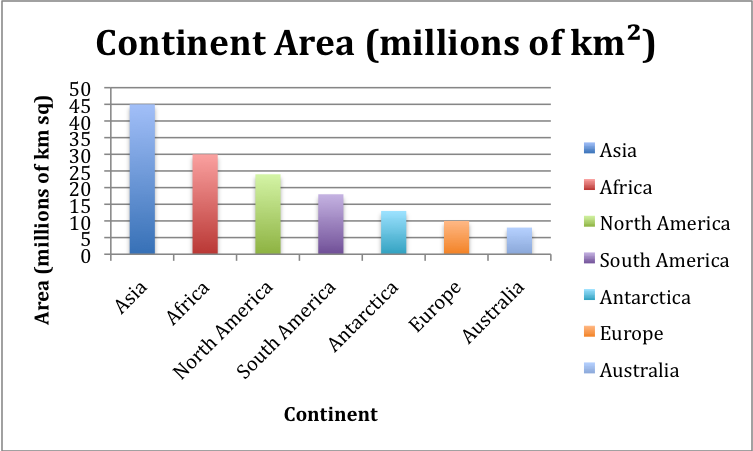 Continent Area (millions of km²)
Area (millions of km sq)
50
45
40
35
30
25
20
15
10
5
0
Asia
Africa
North America
South America
Antarctica
Europe
Australia
Continent
Asia
Africa
North America
South America
Antarctica
Europe
Australia